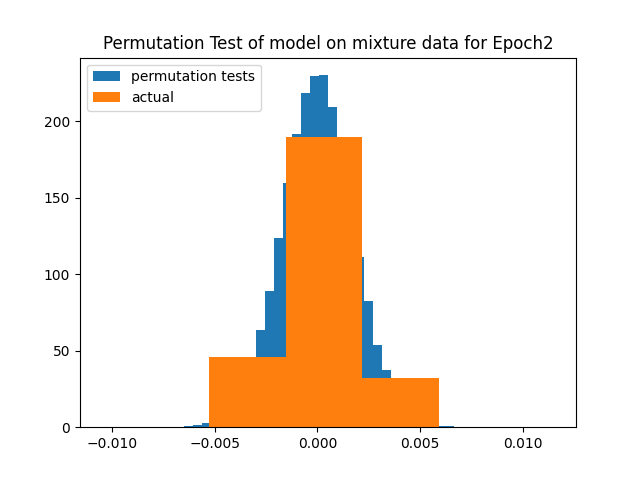 Permutation Test of model on mixture data for Epoch2
permutation tests
actual
200
150
100
50
0
−0.010 −0.005 0.000 0.005 0.010